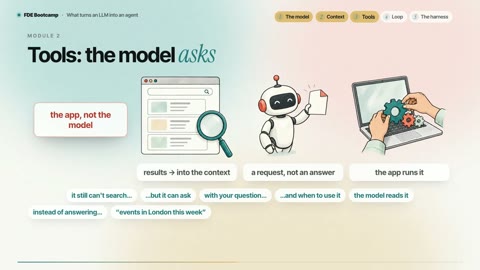 FDE Bootcamp · What turns an LLM into an agent
1 The model
2 Context
3 Tools
4 Loop
5 The harness
MODULE 2
Tools: the model asks
the app, not the
model
results → into the context
a request, not an answer
the app runs it
it still can't search...
...but it can ask
with your question...
...and when to use it
the model reads it
instead of answering...
"events in London this week"